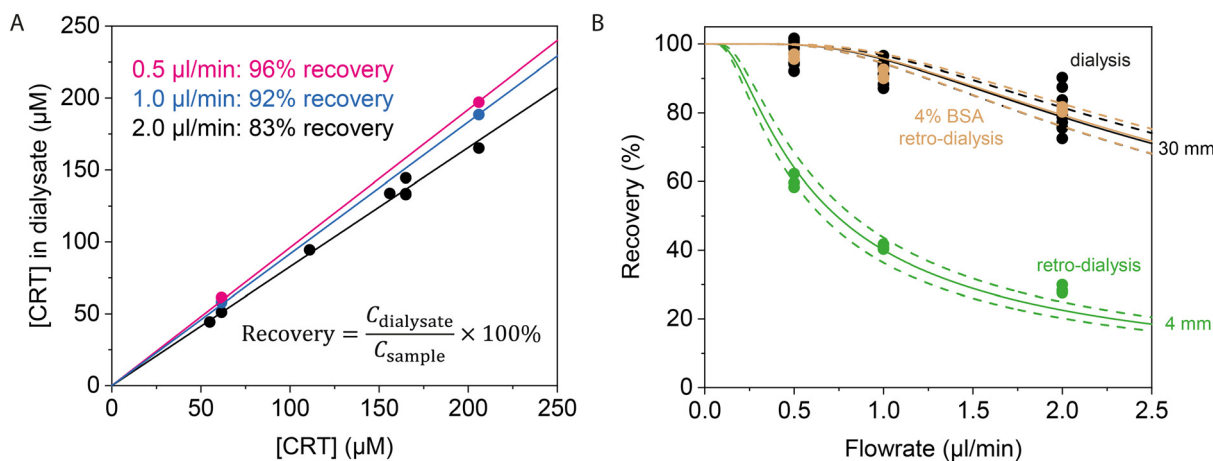 A
250
200
150
100
50
0
[CRT] in dialysate (µM)
0.5 µl/min: 96% recovery
1.0 µl/min: 92% recovery
2.0 µl/min: 83% recovery
Recovery = C_dialysate / C_sample × 100%
0 50 100 150 200 250
[CRT] (µM)
B
100
80
60
40
20
0
Recovery (%)
dialysis
4% BSA
retro-dialysis
30 mm
retro-dialysis
4 mm
0.0 0.5 1.0 1.5 2.0 2.5
Flowrate (µl/min)